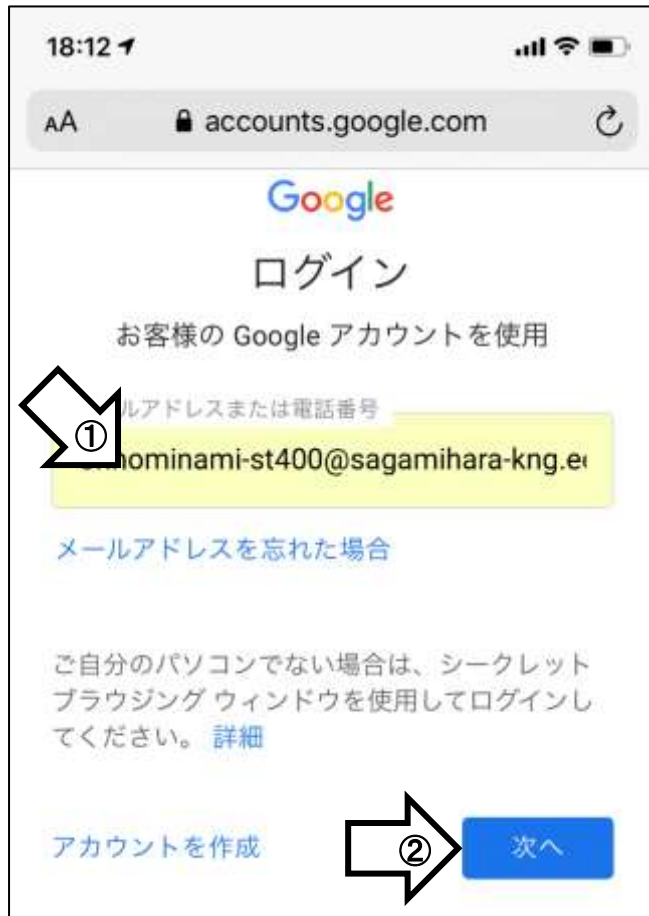 18:12
AA accounts.google.com
Google
ログイン
お客様の Google アカウントを使用
ルアドレスまたは電話番号
①
nominami-st400@sagamihara-kng.e
メールアドレスを忘れた場合
ご自分のパソコンでない場合は、シークレット
ブラウジング ウィンドウを使用してログインし
てください。 詳細
アカウントを作成 ② 次へ